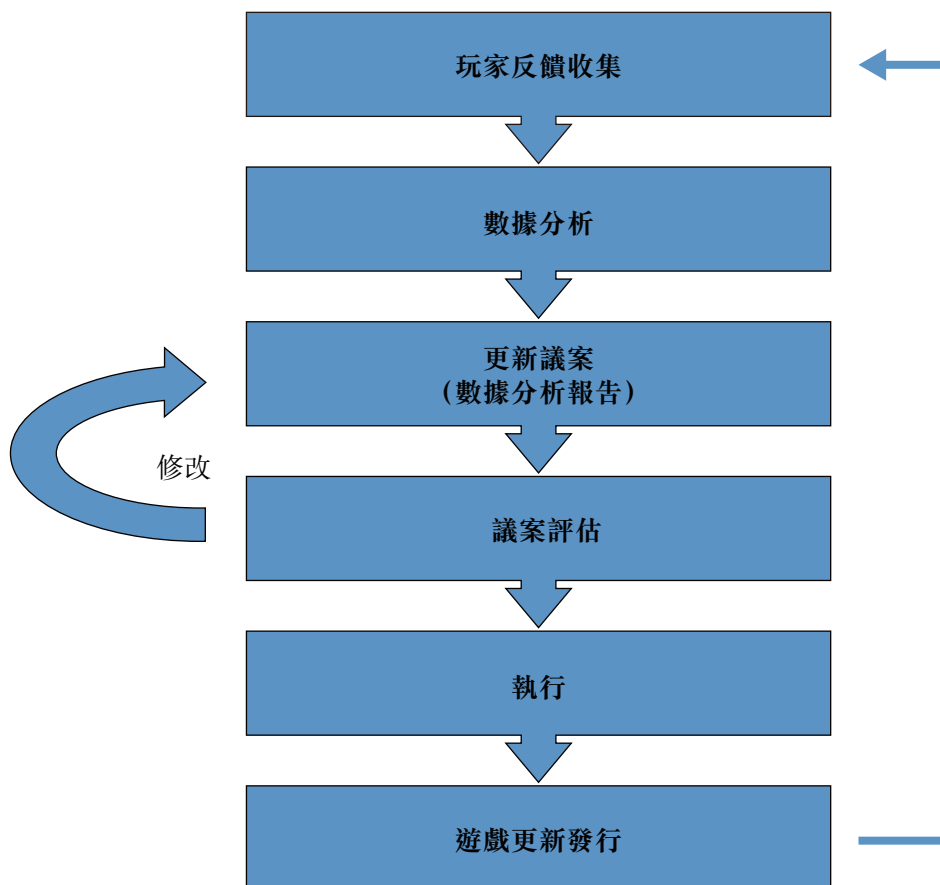 玩家反饋收集
數據分析
更新議案
(數據分析報告)
修改
議案評估
執行
遊戲更新發行